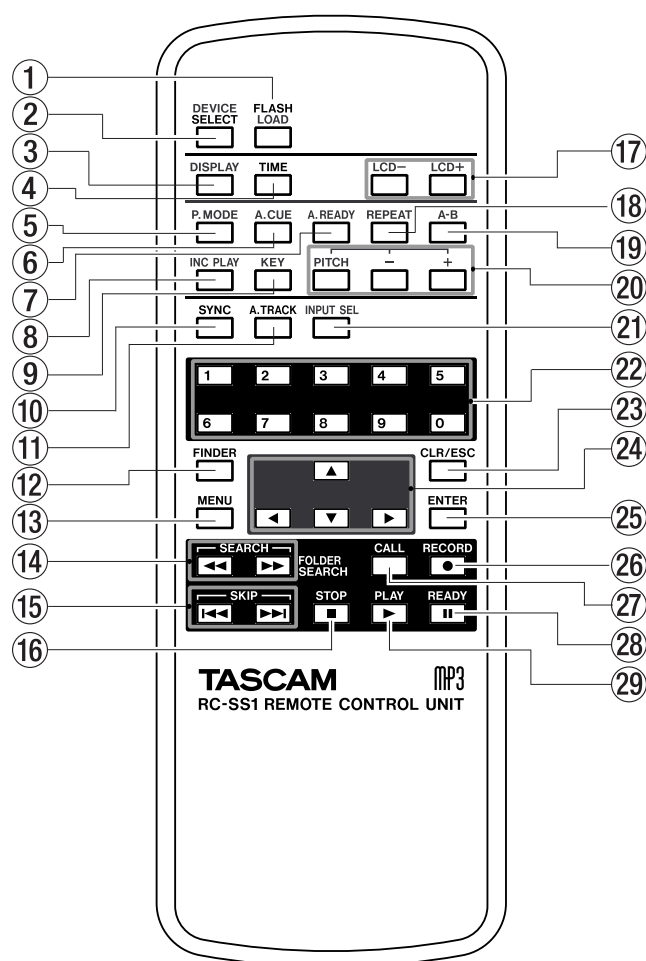 1
2
3
4
5
6
7
8
9
10
11
12
13
14
15
16
17
18
19
20
21
22
23
24
25
26
27
28
29
DEVICE SELECT
FLASH LOAD
DISPLAY TIME LCD− LCD+
P.MODE A.CUE A.READY REPEAT A-B
INC PLAY KEY PITCH − +
SYNC A.TRACK INPUT SEL
1 2 3 4 5
6 7 8 9 0
FINDER CLR/ESC
MENU ENTER
SEARCH FOLDER SEARCH CALL RECORD
SKIP STOP PLAY READY
TASCAM MP3
RC-SS1 REMOTE CONTROL UNIT